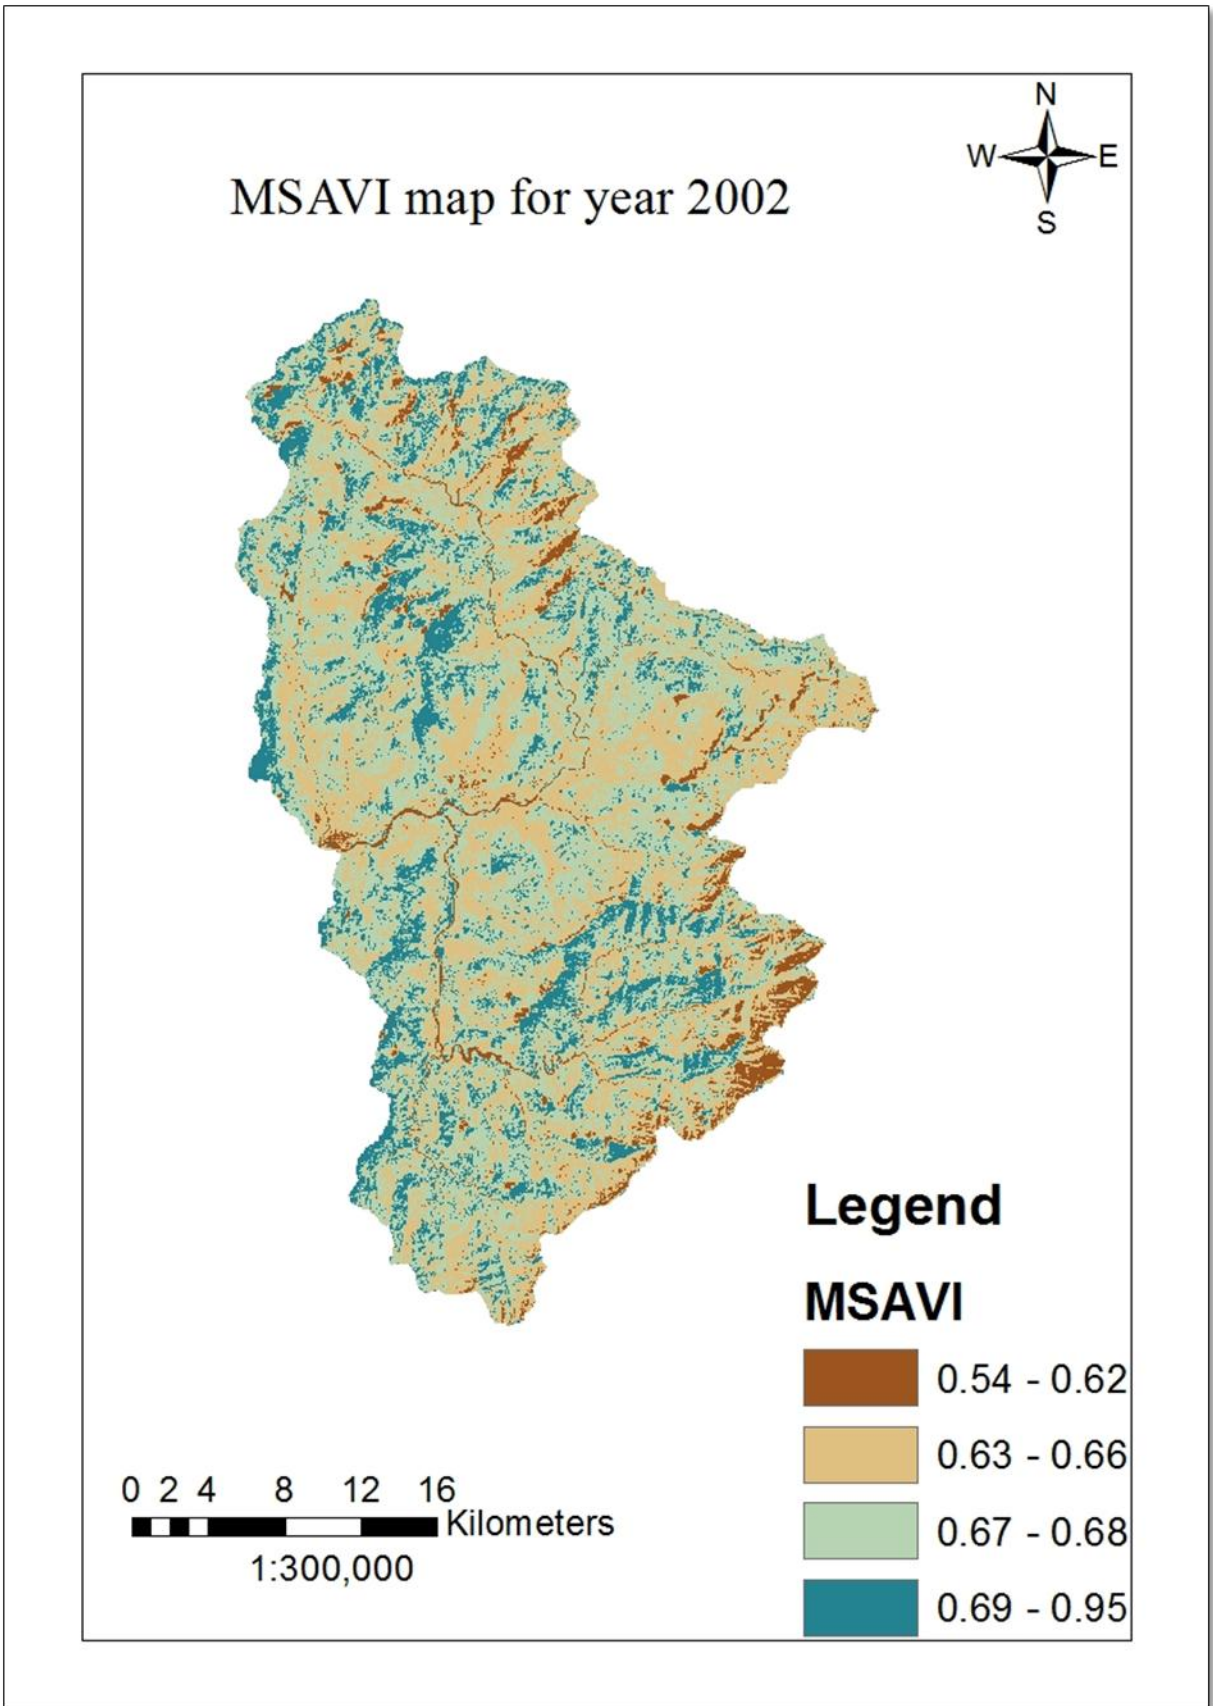 N
W E
S
MSAVI map for year 2002
Legend
MSAVI
0.54 - 0.62
0.63 - 0.66
0.67 - 0.68
0.69 - 0.95
0 2 4 8 12 16
Kilometers
1:300,000